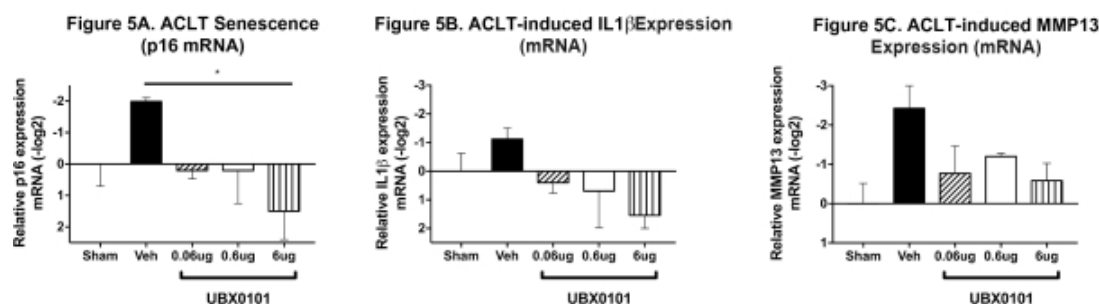 Figure 5A. ACLT Senescence
(p16 mRNA)
Relative p16 expression
mRNA (-log2)
-2
-1
0
1
2
*
Sham Veh 0.06ug 0.6ug 6ug
UBX0101
Figure 5B. ACLT-induced IL1βExpression
(mRNA)
Relative IL1β expression
mRNA (-log2)
-3
-2
-1
0
1
2
Sham Veh 0.06ug 0.6ug 6ug
UBX0101
Figure 5C. ACLT-induced MMP13
Expression (mRNA)
Relative MMP13 expression
mRNA (-log2)
-3
-2
-1
0
1
Sham Veh 0.06ug 0.6ug 6ug
UBX0101